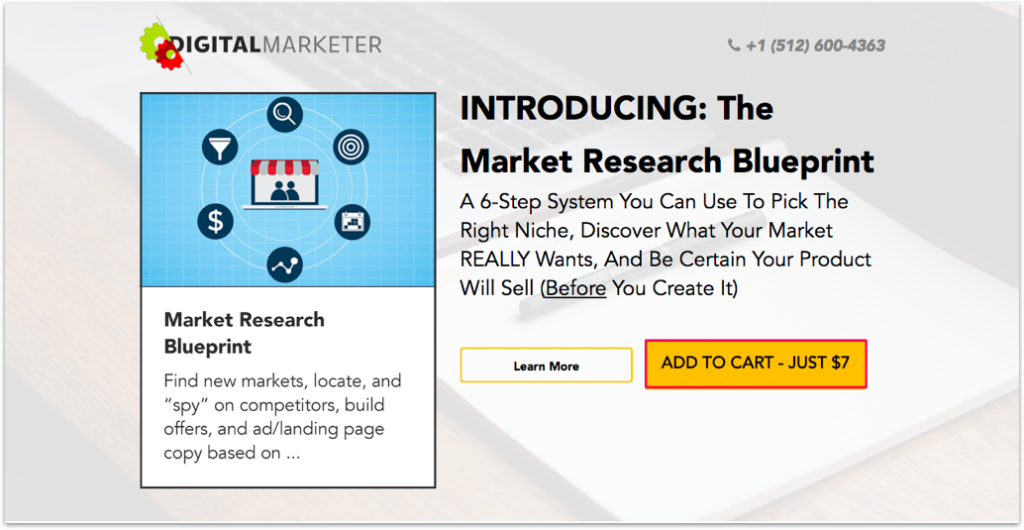 DIGITALMARKETER
+1 (512) 600-4363
INTRODUCING: The
Market Research Blueprint
A 6-Step System You Can Use To Pick The
Right Niche, Discover What Your Market
REALLY Wants, And Be Certain Your Product
Will Sell (Before You Create It)
$
Market Research
Blueprint
Find new markets, locate, and
“spy” on competitors, build
offers, and ad/landing page
copy based on ...
Learn More
ADD TO CART - JUST $7